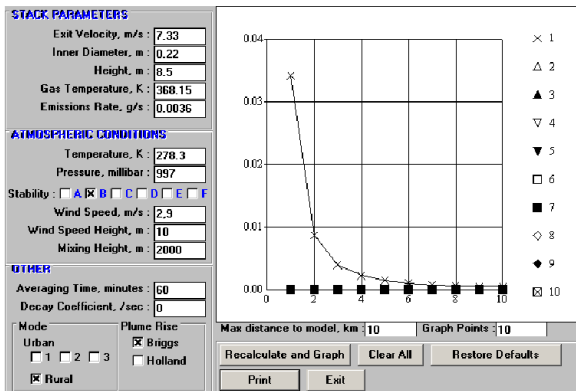 STACK PARAMETERS
Exit Velocity, m/s : 7.33
Inner Diameter, m : 0.22
Height, m : 8.5
Gas Temperature, K : 368.15
Emissions Rate, g/s : 0.0036
ATMOSPHERIC CONDITIONS
Temperature, K : 278.3
Pressure, millibar : 997
Stability : A B C D E F
Wind Speed, m/s : 2.9
Wind Speed Height, m : 10
Mixing Height, m : 2000
OTHER
Averaging Time, minutes : 60
Decay Coefficient, /sec : 0
Mode
Urban
1 2 3
Rural
Plume Rise
Briggs
Holland
0.04
0.03
0.02
0.01
0.00
0 2 4 6 8 10
1
2
3
4
5
6
7
8
9
10
Max distance to model, km : 10 Graph Points : 10
Recalculate and Graph Clear All Restore Defaults
Print Exit